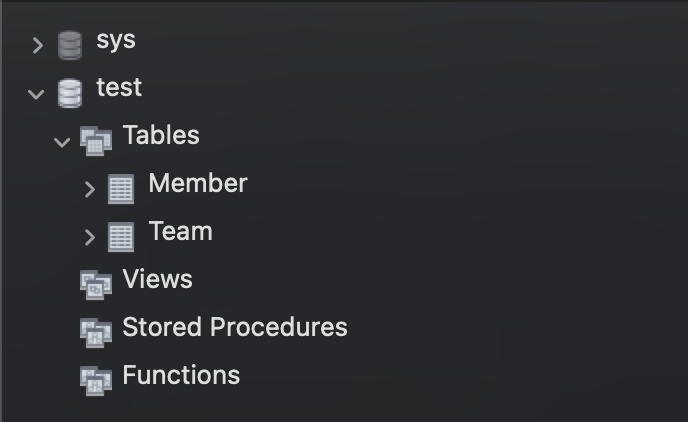 sys
test
Tables
Member
Team
Views
Stored Procedures
Functions